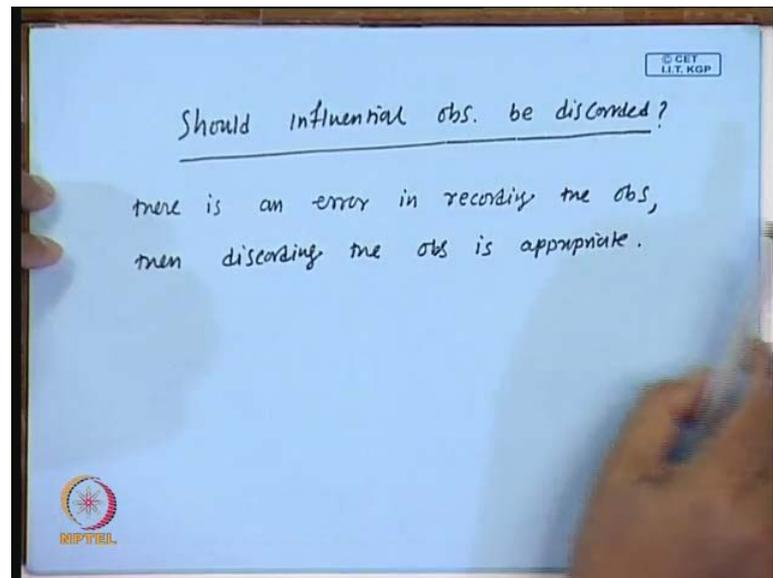 © CET
I.I.T. KGP
Should influential obs. be discarded?
there is an error in recording the obs,
then discarding the obs is appropriate.
NPTEL